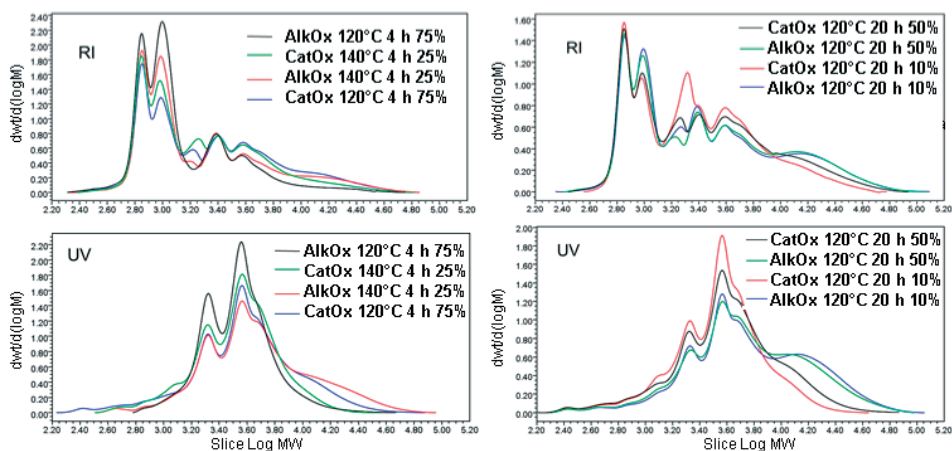 RI
dwt/d(logM)
2.40
2.20
2.00
1.80
1.60
1.40
1.20
1.00
0.80
0.60
0.40
0.20
0.00
AlkOx 120°C 4 h 75%
CatOx 140°C 4 h 25%
AlkOx 140°C 4 h 25%
CatOx 120°C 4 h 75%
2.20 2.40 2.60 2.80 3.00 3.20 3.40 3.60 3.80 4.00 4.20 4.40 4.60 4.80 5.00 5.20
RI
dwt/d(logM)
1.60
1.40
1.20
1.00
0.80
0.60
0.40
0.20
0.00
CatOx 120°C 20 h 50%
AlkOx 120°C 20 h 50%
CatOx 120°C 20 h 10%
AlkOx 120°C 20 h 10%
2.20 2.40 2.60 2.80 3.00 3.20 3.40 3.60 3.80 4.00 4.20 4.40 4.60 4.80 5.00 5.20
UV
dwt/d(logM)
2.20
2.00
1.80
1.60
1.40
1.20
1.00
0.80
0.60
0.40
0.20
0.00
AlkOx 120°C 4 h 75%
CatOx 140°C 4 h 25%
AlkOx 140°C 4 h 25%
CatOx 120°C 4 h 75%
2.20 2.40 2.60 2.80 3.00 3.20 3.40 3.60 3.80 4.00 4.20 4.40 4.60 4.80 5.00 5.20
Slice Log MW
UV
dwt/d(logM)
2.00
1.80
1.60
1.40
1.20
1.00
0.80
0.60
0.40
0.20
0.00
CatOx 120°C 20 h 50%
AlkOx 120°C 20 h 50%
CatOx 120°C 20 h 10%
AlkOx 120°C 20 h 10%
2.20 2.40 2.60 2.80 3.00 3.20 3.40 3.60 3.80 4.00 4.20 4.40 4.60 4.80 5.00 5.20
Slice Log MW